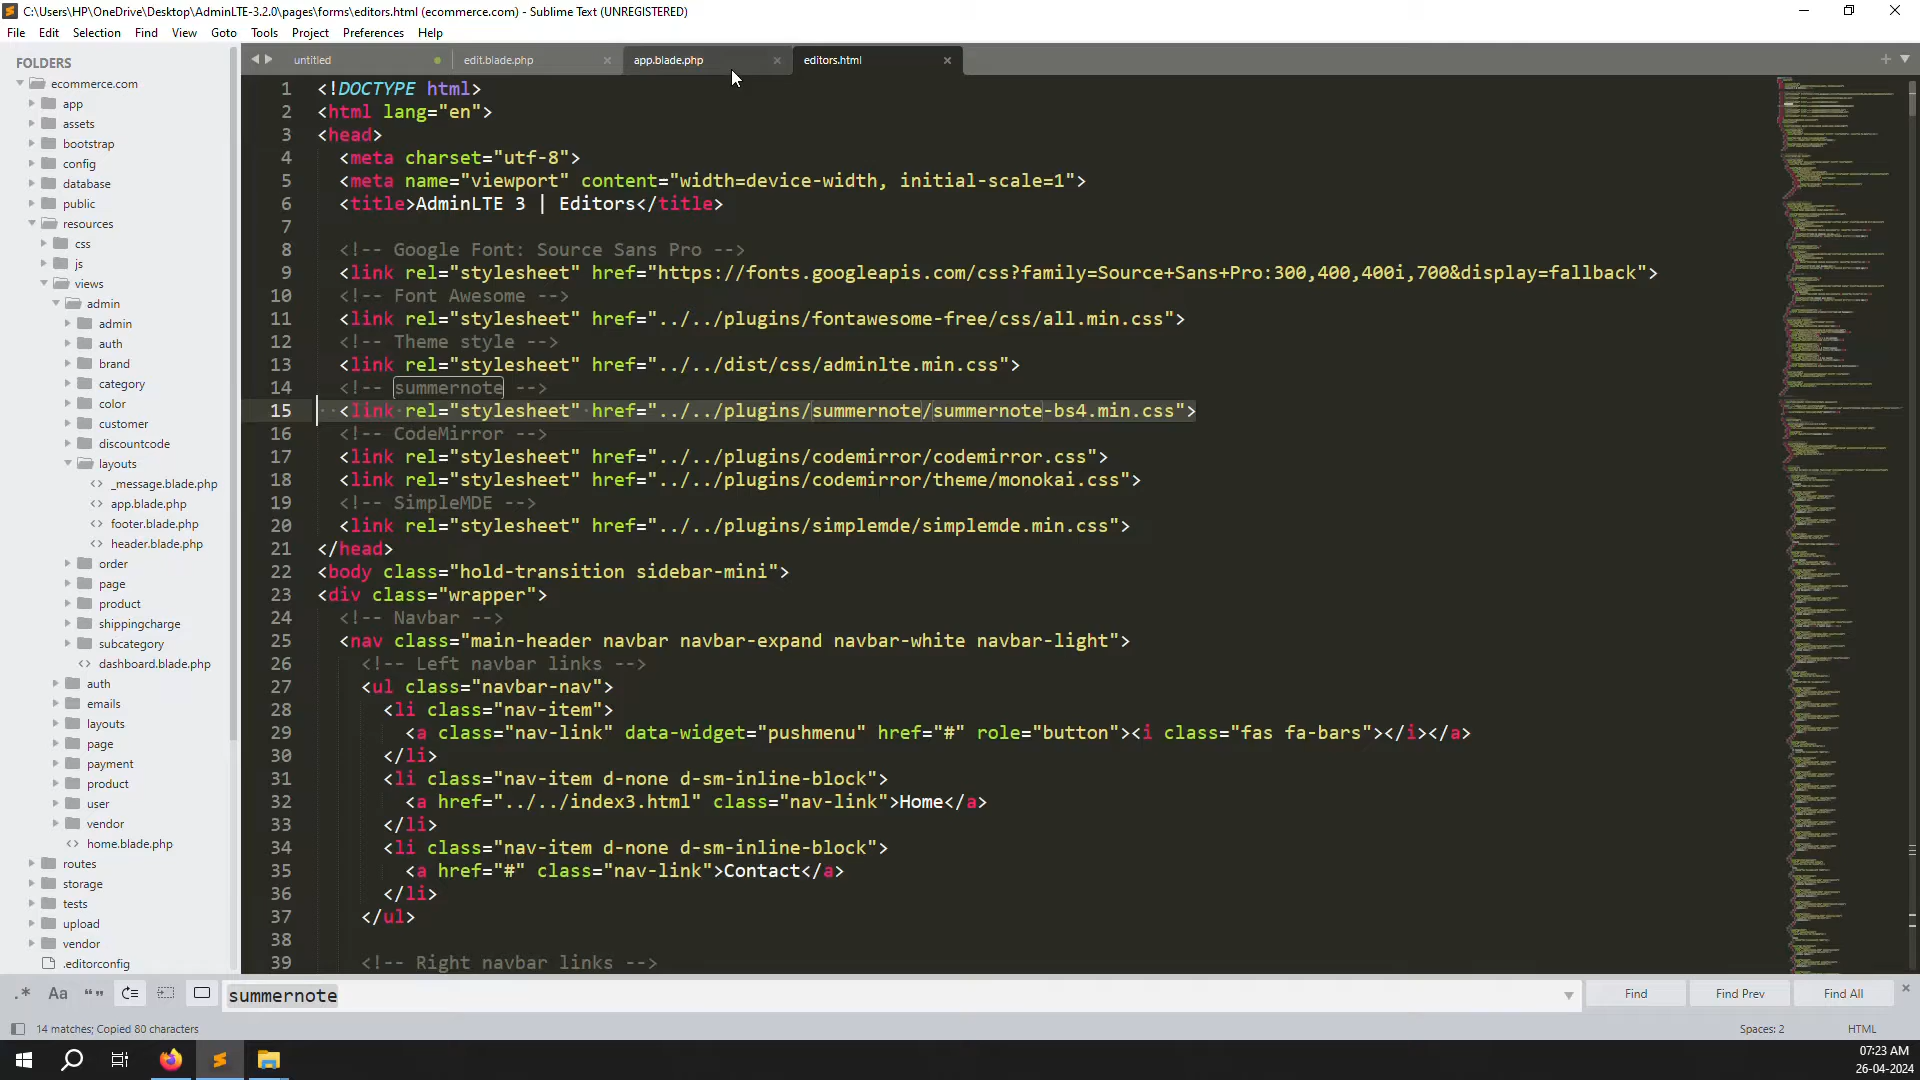 C:\Users\HP\OneDrive\Desktop\AdminLTE-3.2.0\pages\forms\editors.html (ecommerce.com) - Sublime Text (UNREGISTERED)
File Edit Selection Find View Goto Tools Project Preferences Help
FOLDERS
ecommerce.com
app
assets
bootstrap
config
database
public
resources
css
js
views
admin
admin
auth
brand
category
color
customer
discountcode
layouts
_message.blade.php
app.blade.php
footer.blade.php
header.blade.php
order
page
product
shippingcharge
subcategory
dashboard.blade.php
auth
emails
layouts
page
payment
product
user
vendor
home.blade.php
routes
storage
tests
upload
vendor
.editorconfig
untitled edit.blade.php app.blade.php editors.html
1 <!DOCTYPE html>
2 <html lang="en">
3 <head>
4 <meta charset="utf-8">
5 <meta name="viewport" content="width=device-width, initial-scale=1">
6 <title>AdminLTE 3 | Editors</title>
7
8 <!-- Google Font: Source Sans Pro -->
9 <link rel="stylesheet" href="https://fonts.googleapis.com/css?family=Source+Sans+Pro:300,400,400i,700&display=fallback">
10 <!-- Font Awesome -->
11 <link rel="stylesheet" href="../../plugins/fontawesome-free/css/all.min.css">
12 <!-- Theme style -->
13 <link rel="stylesheet" href="../../dist/css/adminlte.min.css">
14 <!-- summernote -->
15 <link rel="stylesheet" href="../../plugins/summernote/summernote-bs4.min.css">
16 <!-- CodeMirror -->
17 <link rel="stylesheet" href="../../plugins/codemirror/codemirror.css">
18 <link rel="stylesheet" href="../../plugins/codemirror/theme/monokai.css">
19 <!-- SimpleMDE -->
20 <link rel="stylesheet" href="../../plugins/simplemde/simplemde.min.css">
21 </head>
22 <body class="hold-transition sidebar-mini">
23 <div class="wrapper">
24 <!-- Navbar -->
25 <nav class="main-header navbar navbar-expand navbar-white navbar-light">
26 <!-- Left navbar links -->
27 <ul class="navbar-nav">
28 <li class="nav-item">
29 <a class="nav-link" data-widget="pushmenu" href="#" role="button"><i class="fas fa-bars"></i></a>
30 </li>
31 <li class="nav-item d-none d-sm-inline-block">
32 <a href="../../index3.html" class="nav-link">Home</a>
33 </li>
34 <li class="nav-item d-none d-sm-inline-block">
35 <a href="#" class="nav-link">Contact</a>
36 </li>
37 </ul>
38
39 <!-- Right navbar links -->
.* Aa “” summernote Find Find Prev Find All
14 matches; Copied 80 characters Spaces: 2 HTML
07:23 AM
26-04-2024